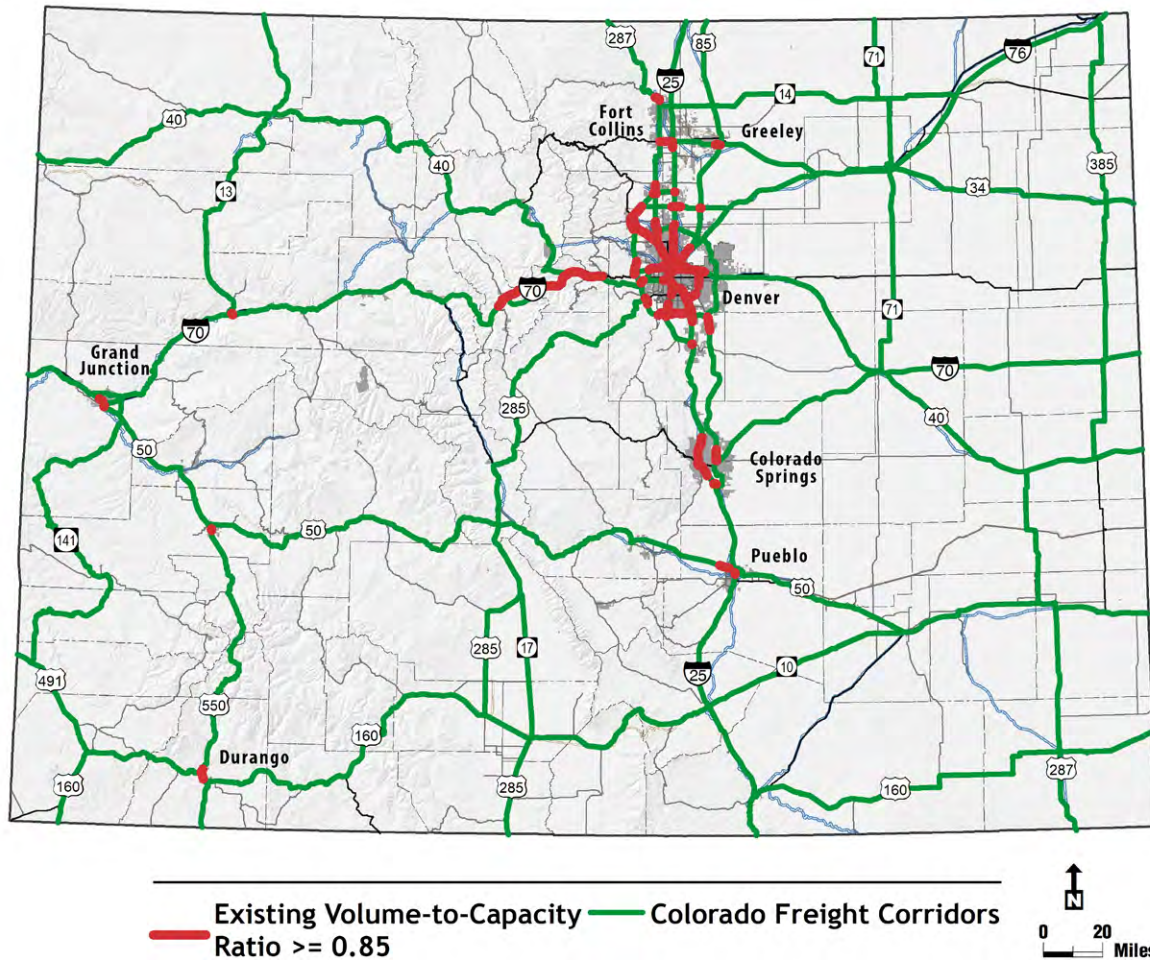 287
85
25
71
76
14
Fort
Collins
Greeley
40
40
385
13
34
70
Denver
71
70
Grand
Junction
70
285
40
50
Colorado
Springs
141
50
Pueblo
50
285
17
10
25
491
550
160
Durango
160
285
160
287
Existing Volume-to-Capacity
Ratio >= 0.85
Colorado Freight Corridors
N
0 20
Miles